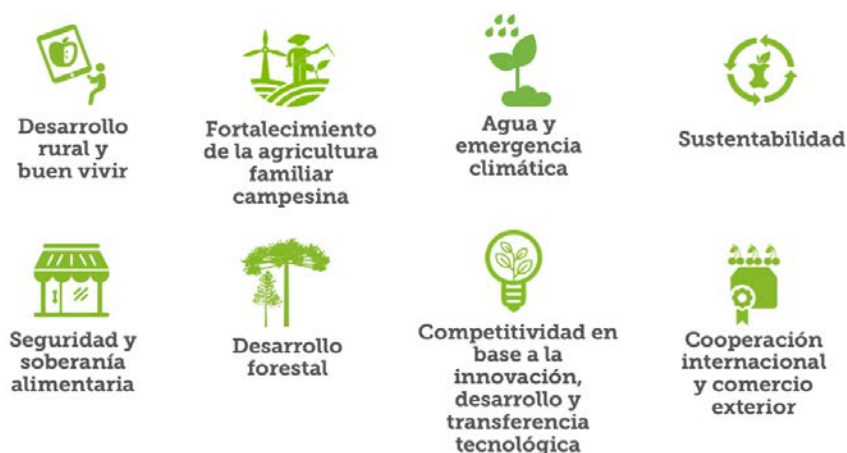 Desarrollo
rural y
buen vivir
Fortalecimiento
de la agricultura
familiar
campesina
Agua y
emergencia
climática
Sustentabilidad
Seguridad y
soberanía
alimentaria
Desarrollo
forestal
Competitividad en
base a la
innovación,
desarrollo y
transferencia
tecnológica
Cooperación
internacional
y comercio
exterior